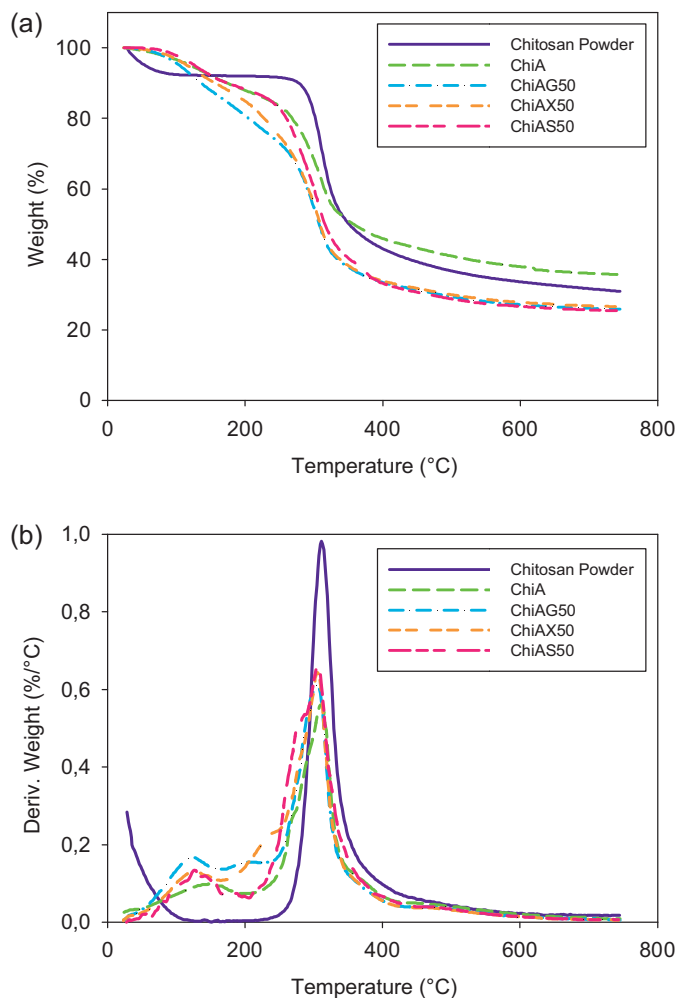 (a)
100
80
60
40
20
0
Weight (%)
Chitosan Powder
ChiA
ChiAG50
ChiAX50
ChiAS50
0 200 400 600 800
Temperature (°C)
(b)
1,0
0,8
0,6
0,4
0,2
0,0
Deriv. Weight (%/°C)
Chitosan Powder
ChiA
ChiAG50
ChiAX50
ChiAS50
0 200 400 600 800
Temperature (°C)